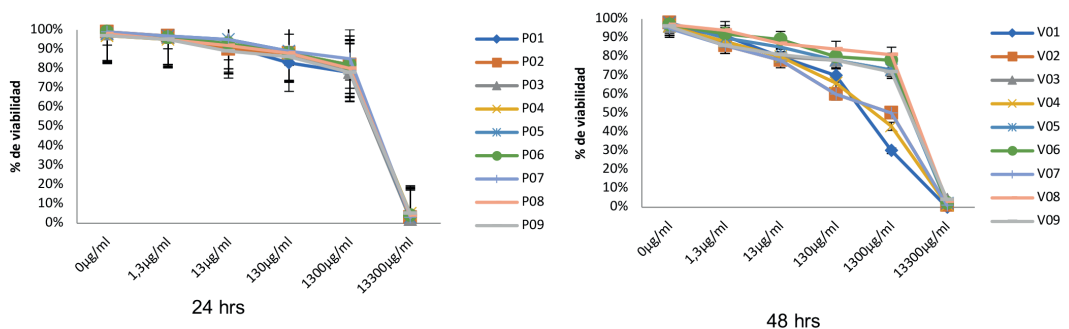 % de viabilidad
100%
90%
80%
70%
60%
50%
40%
30%
20%
10%
0%
0µg/ml
1,3µg/ml
13µg/ml
130µg/ml
1300µg/ml
13300µg/ml
24 hrs
P01
P02
P03
P04
P05
P06
P07
P08
P09
% de viabilidad
100%
90%
80%
70%
60%
50%
40%
30%
20%
10%
0%
0µg/ml
1,3µg/ml
13µg/ml
130µg/ml
1300µg/ml
13300µg/ml
48 hrs
V01
V02
V03
V04
V05
V06
V07
V08
V09